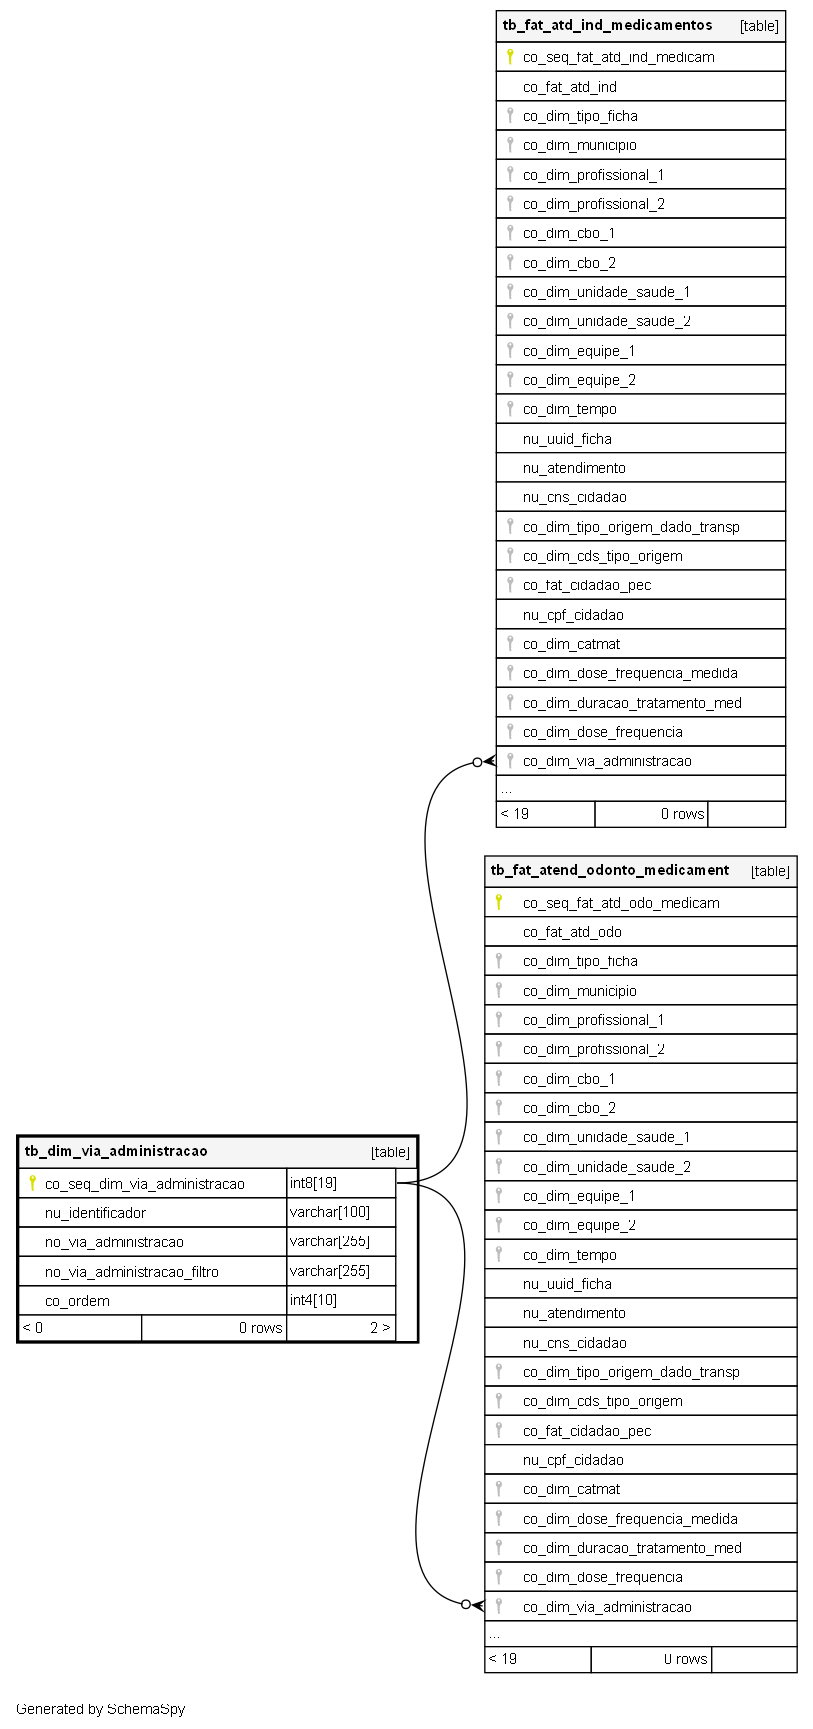 tb_fat_atd_ind_medicamentos [table]
co_seq_fat_atd_ind_medicam
co_fat_atd_ind
co_dim_tipo_ficha
co_dim_municipio
co_dim_profissional_1
co_dim_profissional_2
co_dim_cbo_1
co_dim_cbo_2
co_dim_unidade_saude_1
co_dim_unidade_saude_2
co_dim_equipe_1
co_dim_equipe_2
co_dim_tempo
nu_uuid_ficha
nu_atendimento
nu_cns_cidadao
co_dim_tipo_origem_dado_transp
co_dim_cds_tipo_origem
co_fat_cidadao_pec
nu_cpf_cidadao
co_dim_catmat
co_dim_dose_frequencia_medida
co_dim_duracao_tratamento_med
co_dim_dose_frequencia
co_dim_via_administracao
...
< 19 0 rows
tb_fat_atend_odonto_medicament [table]
co_seq_fat_atd_odo_medicam
co_fat_atd_odo
co_dim_tipo_ficha
co_dim_municipio
co_dim_profissional_1
co_dim_profissional_2
co_dim_cbo_1
co_dim_cbo_2
co_dim_unidade_saude_1
co_dim_unidade_saude_2
co_dim_equipe_1
co_dim_equipe_2
co_dim_tempo
nu_uuid_ficha
nu_atendimento
nu_cns_cidadao
co_dim_tipo_origem_dado_transp
co_dim_cds_tipo_origem
co_fat_cidadao_pec
nu_cpf_cidadao
co_dim_catmat
co_dim_dose_frequencia_medida
co_dim_duracao_tratamento_med
co_dim_dose_frequencia
co_dim_via_administracao
...
< 19 0 rows
tb_dim_via_administracao [table]
co_seq_dim_via_administracao int8[19]
nu_identificador varchar[100]
no_via_administracao varchar[255]
no_via_administracao_filtro varchar[255]
co_ordem int4[10]
< 0 0 rows 2 >
Generated by SchemaSpy